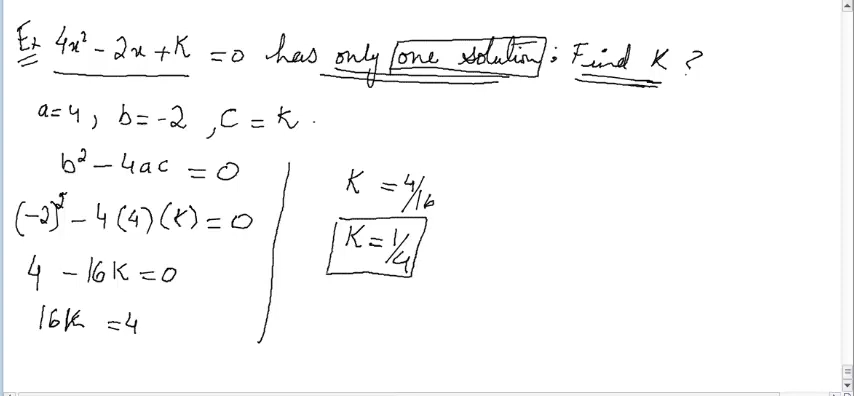 Ex 4x² - 2x + K = 0 has only one solution; Find K ?
a=4, b=-2, C=K.
b² - 4ac = 0
(-2)² - 4(4)(K) = 0
4 - 16K = 0
16K = 4
K = 4/16
K = 1/4